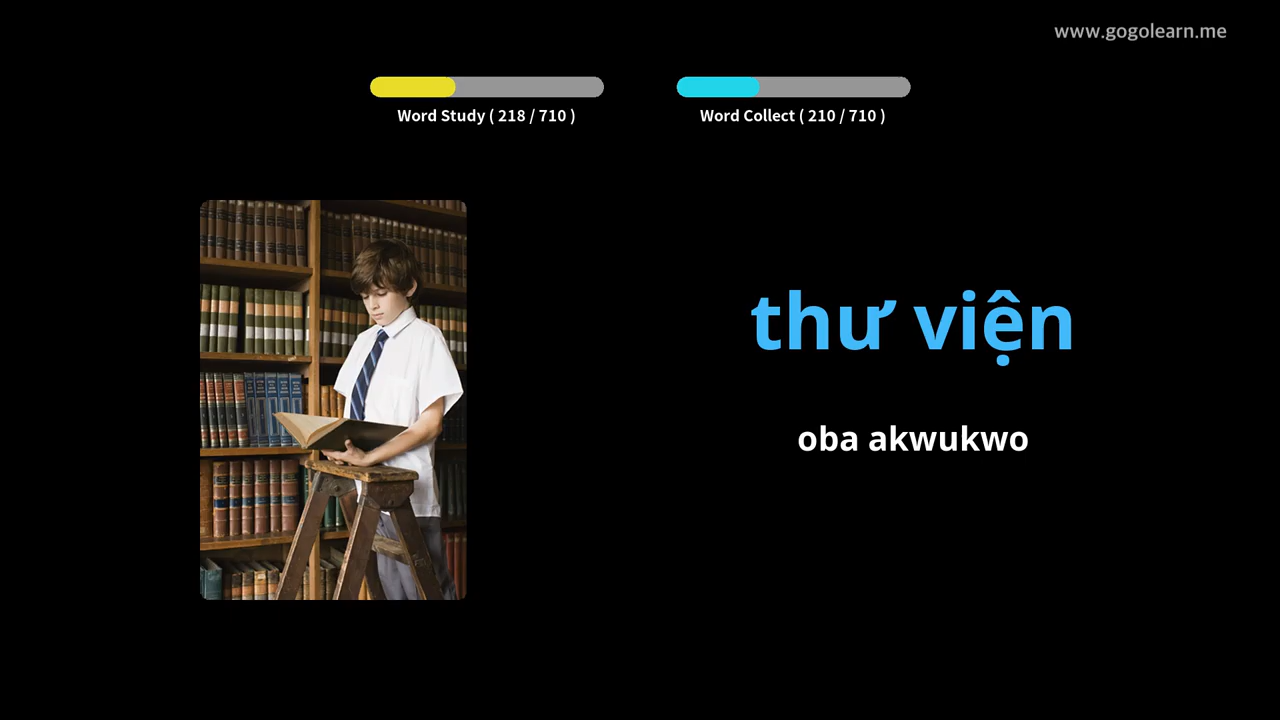 www.gogolearn.me
Word Study ( 218 / 710 )
Word Collect ( 210 / 710 )
thư viện
oba akwukwo